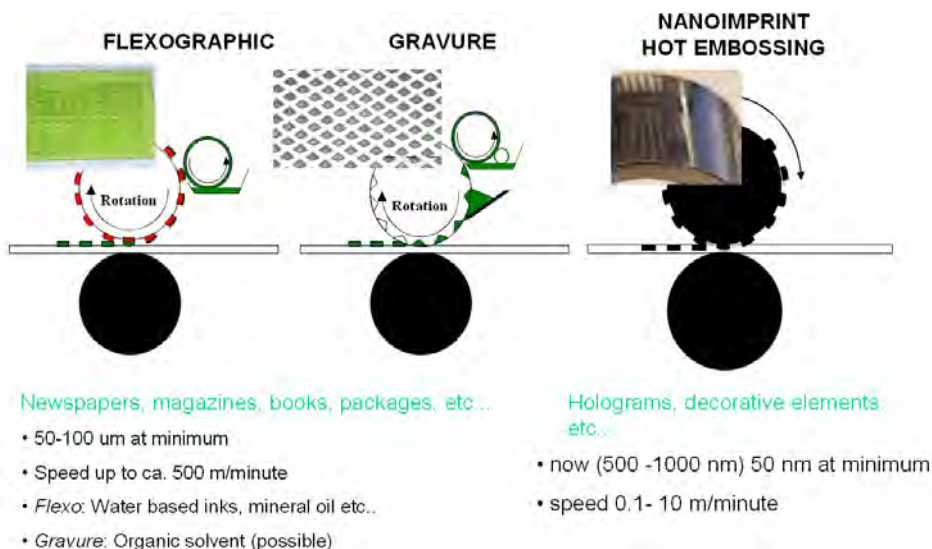 FLEXOGRAPHIC
GRAVURE
NANOIMPRINT
HOT EMBOSSING
Rotation
Rotation
Newspapers, magazines, books, packages, etc...
• 50-100 um at minimum
• Speed up to ca. 500 m/minute
• Flexo: Water based inks, mineral oil etc..
• Gravure: Organic solvent (possible)
Holograms, decorative elements
etc...
• now (500 -1000 nm) 50 nm at minimum
• speed 0.1- 10 m/minute